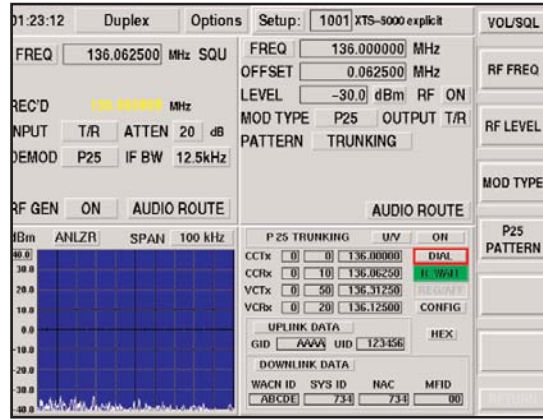 01:23:12 Duplex Options Setup: 1001 XTS-5000 explicit VOL/SQL
FREQ 136.062500 MHz SQU
FREQ 136.000000 MHz
OFFSET 0.062500 MHz
RF FREQ
REC'D MHz
LEVEL -30.0 dBm RF ON
INPUT T/R ATTEN 20 dB
MOD TYPE P25 OUTPUT T/R
RF LEVEL
DEMOD P25 IF BW 12.5kHz
PATTERN TRUNKING
MOD TYPE
RF GEN ON AUDIO ROUTE
AUDIO ROUTE
P25
PATTERN
dBm ANLZR SPAN 100 kHz
40.0
30.0
20.0
10.0
0.0
-10.0
-20.0
-30.0
-40.0
P25 TRUNKING U/V ON
CCTx 0 0 136.00000 DIAL
CCRx 0 10 136.06250 R_WAIT
VCTx 0 50 136.31250
VCRx 0 20 136.12500 CONFIG
UPLINK DATA
HEX
GID AAAA UID 123456
DOWNLINK DATA
WACN ID SYS ID NAC MFID
ABCDE 734 734 00
RETURN